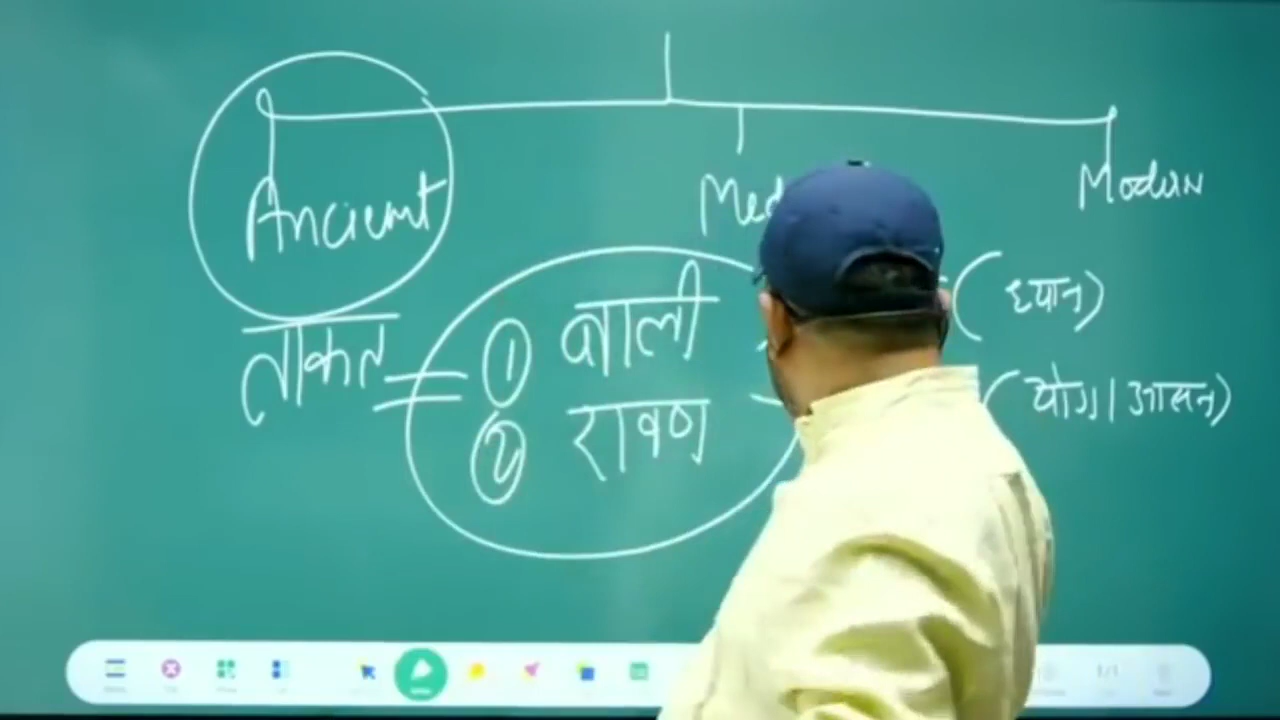 Ancient
Med
Modern
(ध्यान)
ताकत = ① बाली
② रावण
(योग/आसन)